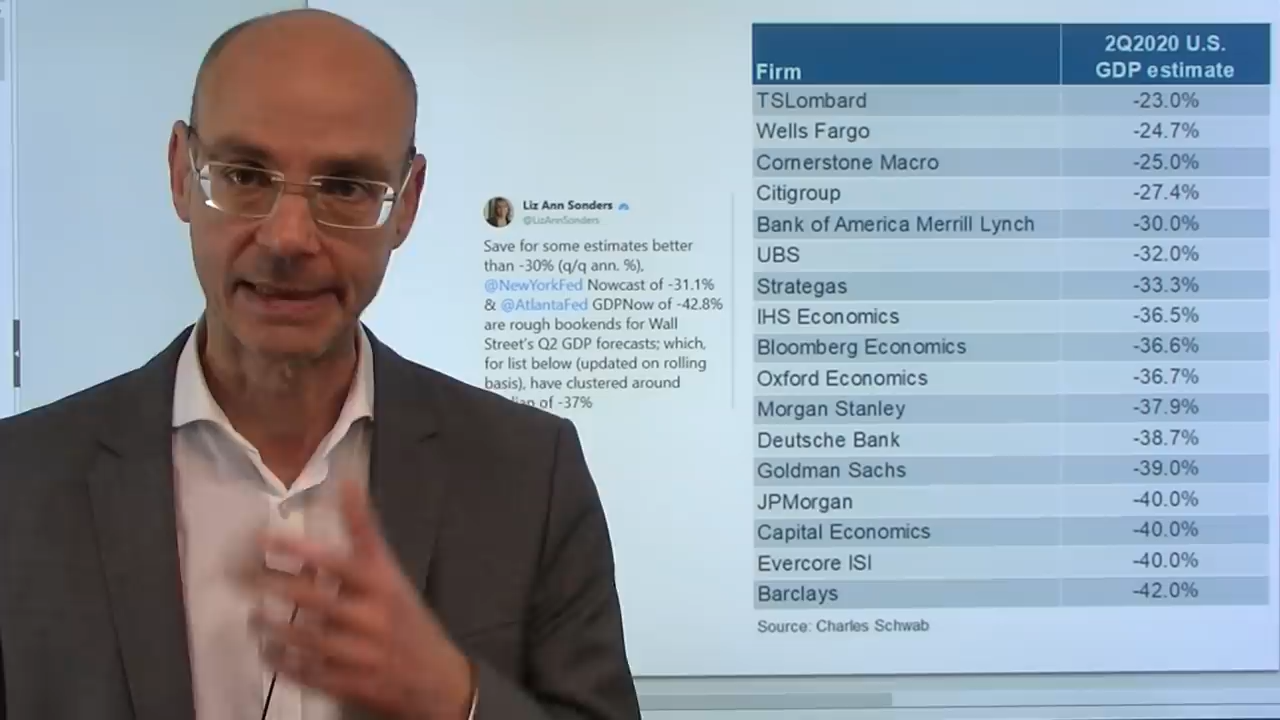 Liz Ann Sonders
@LizAnnSonders
Save for some estimates better
than -30% (q/q ann. %),
@NewYorkFed Nowcast of -31.1%
& @AtlantaFed GDPNow of -42.8%
are rough bookends for Wall
Street's Q2 GDP forecasts; which,
for list below (updated on rolling
basis), have clustered around
of -37%
Firm 2Q2020 U.S.
GDP estimate
TSLombard -23.0%
Wells Fargo -24.7%
Cornerstone Macro -25.0%
Citigroup -27.4%
Bank of America Merrill Lynch -30.0%
UBS -32.0%
Strategas -33.3%
IHS Economics -36.5%
Bloomberg Economics -36.6%
Oxford Economics -36.7%
Morgan Stanley -37.9%
Deutsche Bank -38.7%
Goldman Sachs -39.0%
JPMorgan -40.0%
Capital Economics -40.0%
Evercore ISI -40.0%
Barclays -42.0%
Source: Charles Schwab